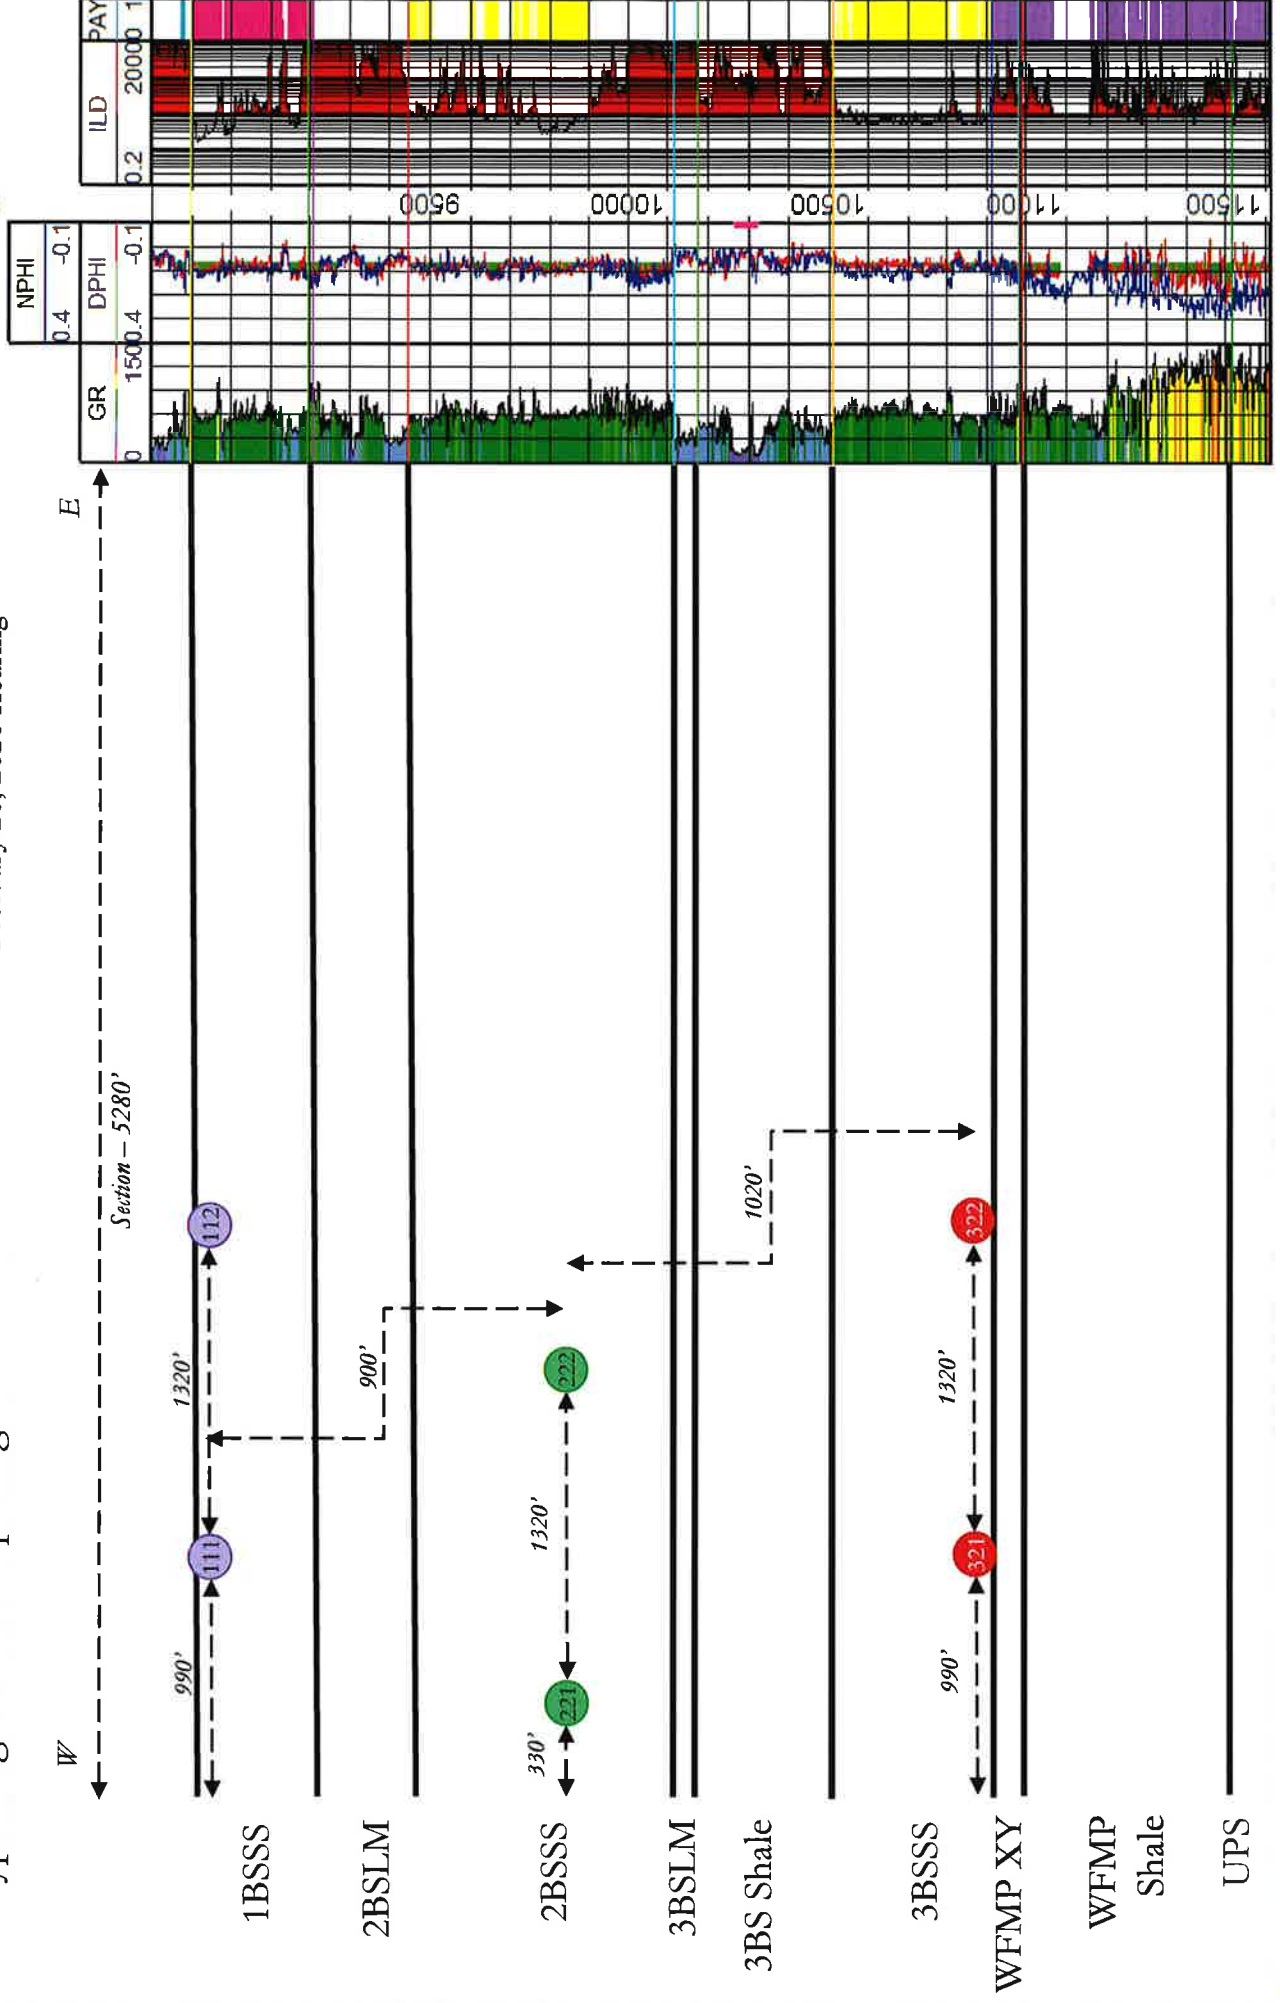 W
E
Section – 5280'
NPHI
0.4 -0.1
GR
DPHI
ILD
PAY
0 150
0.4 -0.1
0.2 20000
1
1BSSS
990'
111
1320'
112
2BSLM
900'
9500
2BSSS
330'
221
1320'
222
10000
3BSLM
3BS Shale
1020'
10500
3BSSS
990'
321
1320'
322
WFMP XY
11000
WFMP
Shale
11500
UPS